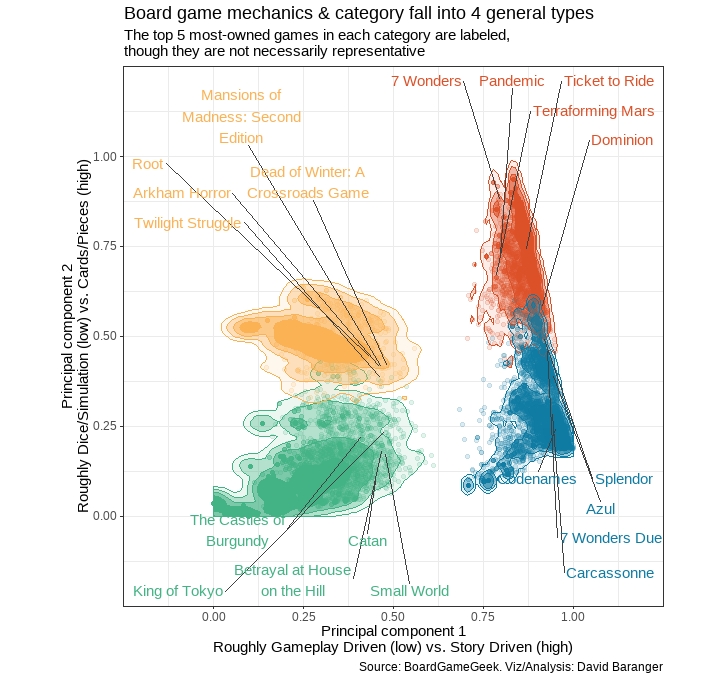 Board game mechanics & category fall into 4 general types
The top 5 most-owned games in each category are labeled,
though they are not necessarily representative
7 Wonders
Pandemic
Ticket to Ride
Terraforming Mars
Dominion
Mansions of
Madness: Second
Edition
Root
Dead of Winter: A
Crossroads Game
Arkham Horror
Twilight Struggle
1.00
0.75
0.50
0.25
0.00
Principal component 2
Roughly Dice/Simulation (low) vs. Cards/Pieces (high)
Codenames
Splendor
Azul
7 Wonders Due
Carcassonne
The Castles of
Burgundy
Catan
Betrayal at House
on the Hill
King of Tokyo
Small World
0.00
0.25
0.50
0.75
1.00
Principal component 1
Roughly Gameplay Driven (low) vs. Story Driven (high)
Source: BoardGameGeek. Viz/Analysis: David Baranger